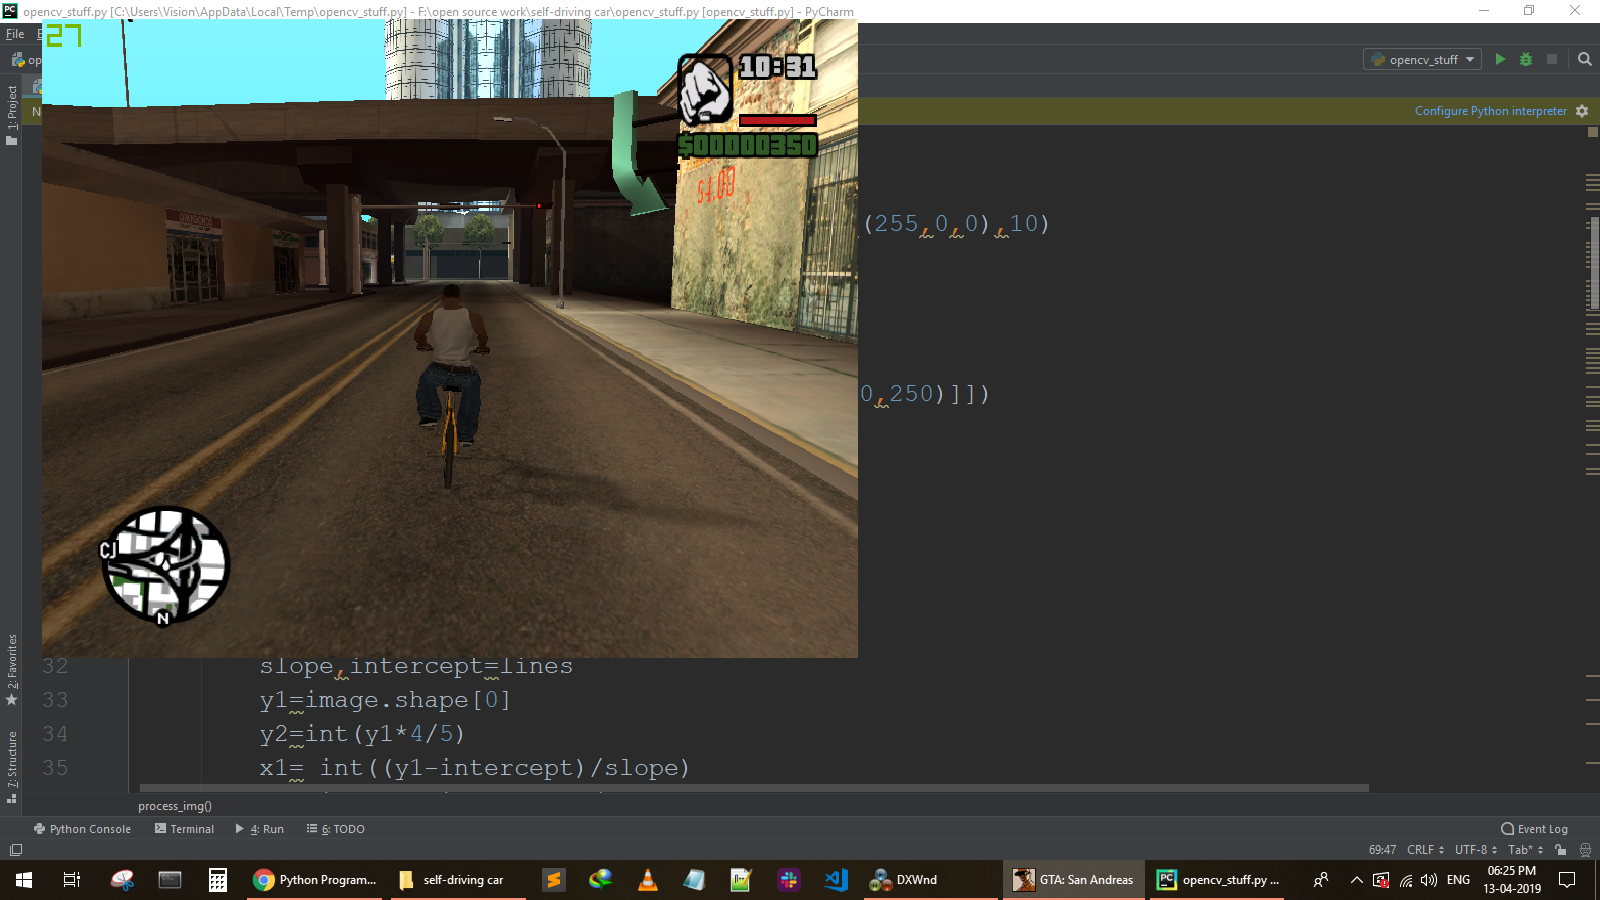 opencv_stuff.py [C:\Users\Vision\AppData\Local\Temp\opencv_stuff.py] - F:\open source work\self-driving car\opencv_stuff.py [opencv_stuff.py] - PyCharm
File E
27
10:31
$00000350
op
opencv_stuff
1: Project
N
Configure Python interpreter
(255,0,0),10)
0,250)]])
CJ
N
2: Favorites
7: Structure
32 slope,intercept=lines
33 y1=image.shape[0]
34 y2=int(y1*4/5)
35 x1= int((y1-intercept)/slope)
process_img()
Python Console Terminal 4: Run 6: TODO Event Log
69:47 CRLF UTF-8 Tab*
Python Program... self-driving car DXWnd GTA: San Andreas opencv_stuff.py ... ENG 06:25 PM
13-04-2019